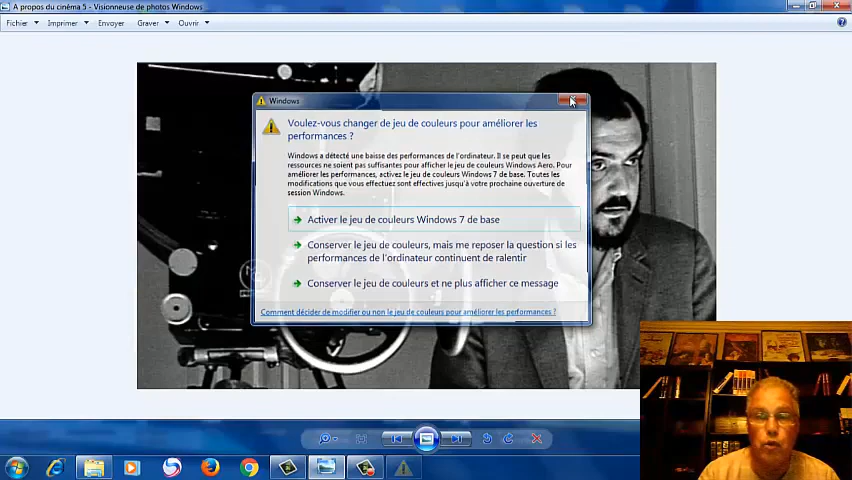 A propos du cinéma 5 - Visionneuse de photos Windows
Fichier Imprimer Envoyer Graver Ouvrir
Windows
Voulez-vous changer de jeu de couleurs pour améliorer les
performances ?
Windows a détecté une baisse des performances de l'ordinateur. Il se peut que les
ressources ne soient pas suffisantes pour afficher le jeu de couleurs Windows Aero. Pour
améliorer les performances, activez le jeu de couleurs Windows 7 de base. Toutes les
modifications que vous effectuez sont effectives jusqu'à votre prochaine ouverture de
session Windows.
Activer le jeu de couleurs Windows 7 de base
Conserver le jeu de couleurs, mais me reposer la question si les
performances de l'ordinateur continuent de ralentir
Conserver le jeu de couleurs et ne plus afficher ce message
Comment décider de modifier ou non le jeu de couleurs pour améliorer les performances ?